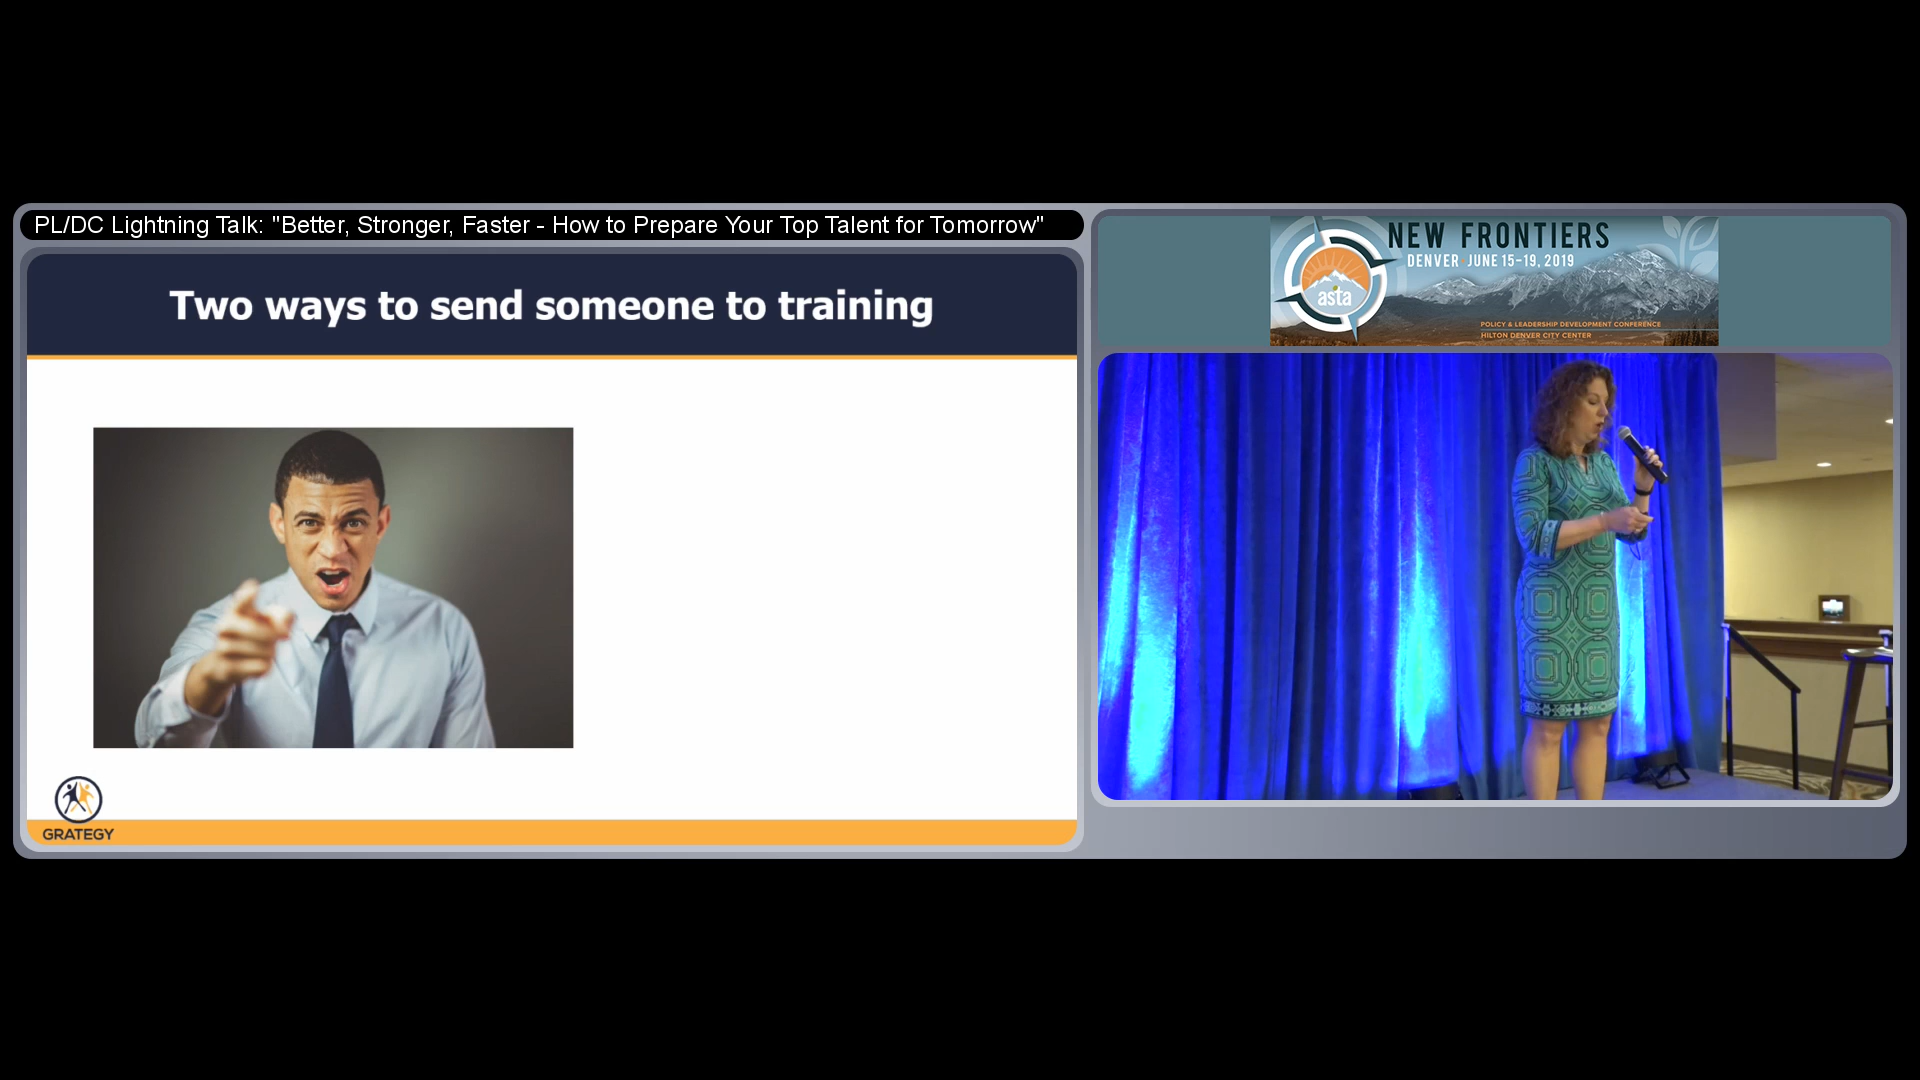 PL/DC Lightning Talk: "Better, Stronger, Faster - How to Prepare Your Top Talent for Tomorrow"
Two ways to send someone to training
GRATEGY
NEW FRONTIERS
DENVER • JUNE 15–19, 2019
asta
POLICY & LEADERSHIP DEVELOPMENT CONFERENCE
HILTON DENVER CITY CENTER